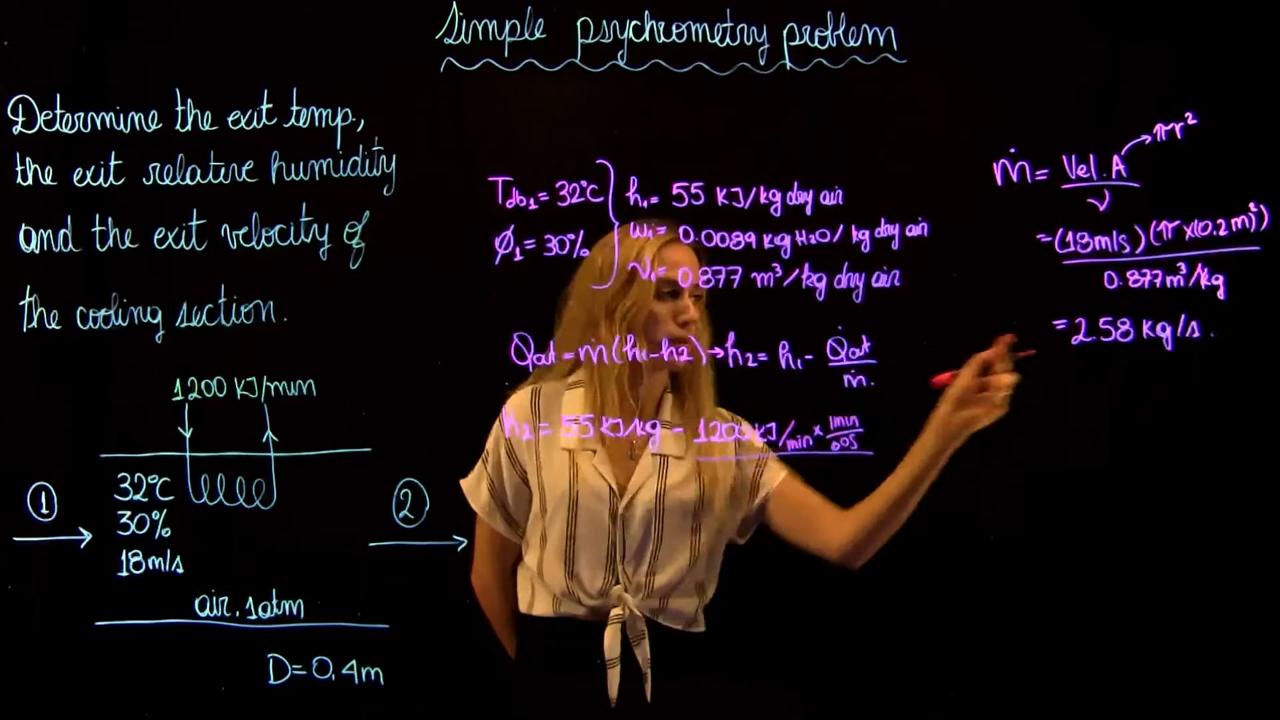 Simple psychrometry problem
Determine the exit temp,
the exit relative humidity
and the exit velocity of
the cooling section.
1200 KJ/min
1
32°C
30%
18m/s
2
air. 1atm
D=0.4m
Tdb1 = 32°C
ϕ1 = 30%
h1 = 55 KJ/kg dry air
ω1 = 0.0089 kg H2O / kg dry air
ν1 = 0.877 m³/kg dry air
Q̇out = ṁ(h1-h2) → h2 = h1 - Q̇out/ṁ.
h2 = 55 KJ/kg - 1200 KJ/min × 1min/60s
ṁ = Vel.A/ν → πr²
= (18m/s)(π×(0.2m)²)
0.877m³/kg
= 2.58 kg/s.